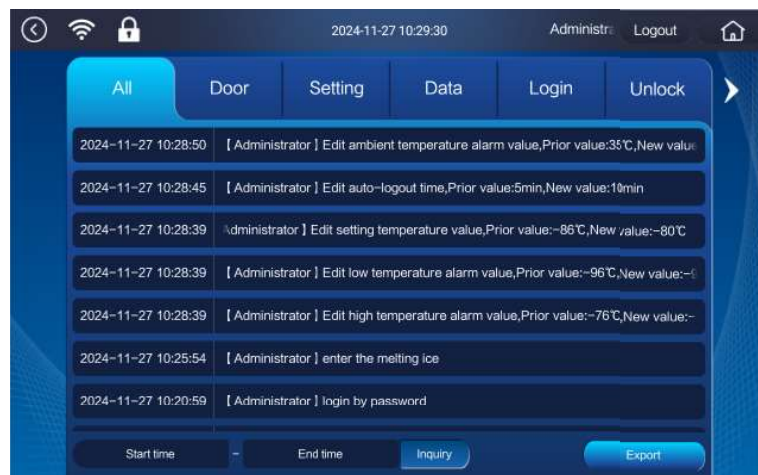 2024-11-27 10:29:30 Administra Logout
All Door Setting Data Login Unlock
2024-11-27 10:28:50 【Administrator】Edit ambient temperature alarm value,Prior value:35℃,New value
2024-11-27 10:28:45 【Administrator】Edit auto-logout time,Prior value:5min,New value:10min
2024-11-27 10:28:39 Administrator】Edit setting temperature value,Prior value:-86℃,New value:-80℃
2024-11-27 10:28:39 【Administrator】Edit low temperature alarm value,Prior value:-96℃,New value:-9
2024-11-27 10:28:39 【Administrator】Edit high temperature alarm value,Prior value:-76℃,New value:-
2024-11-27 10:25:54 【Administrator】enter the melting ice
2024-11-27 10:20:59 【Administrator】login by password
Start time - End time Inquiry Export